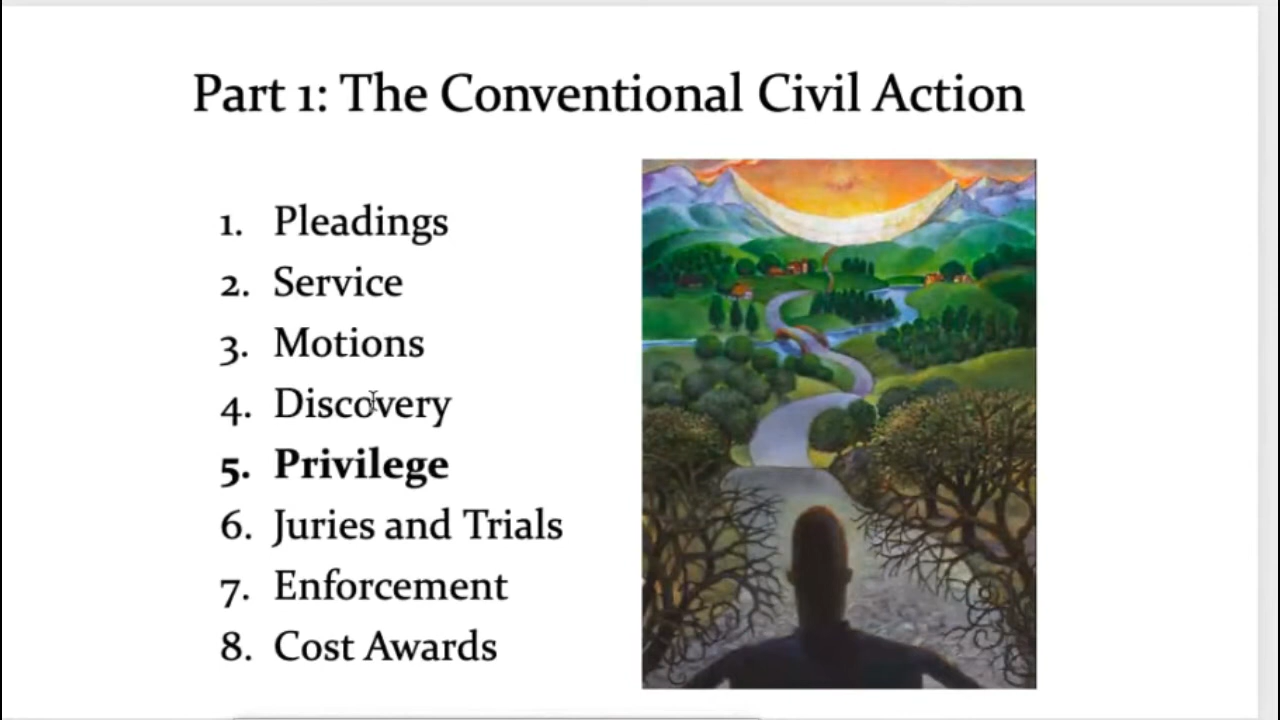 Part 1: The Conventional Civil Action
1. Pleadings
2. Service
3. Motions
4. Discovery
5. Privilege
6. Juries and Trials
7. Enforcement
8. Cost Awards